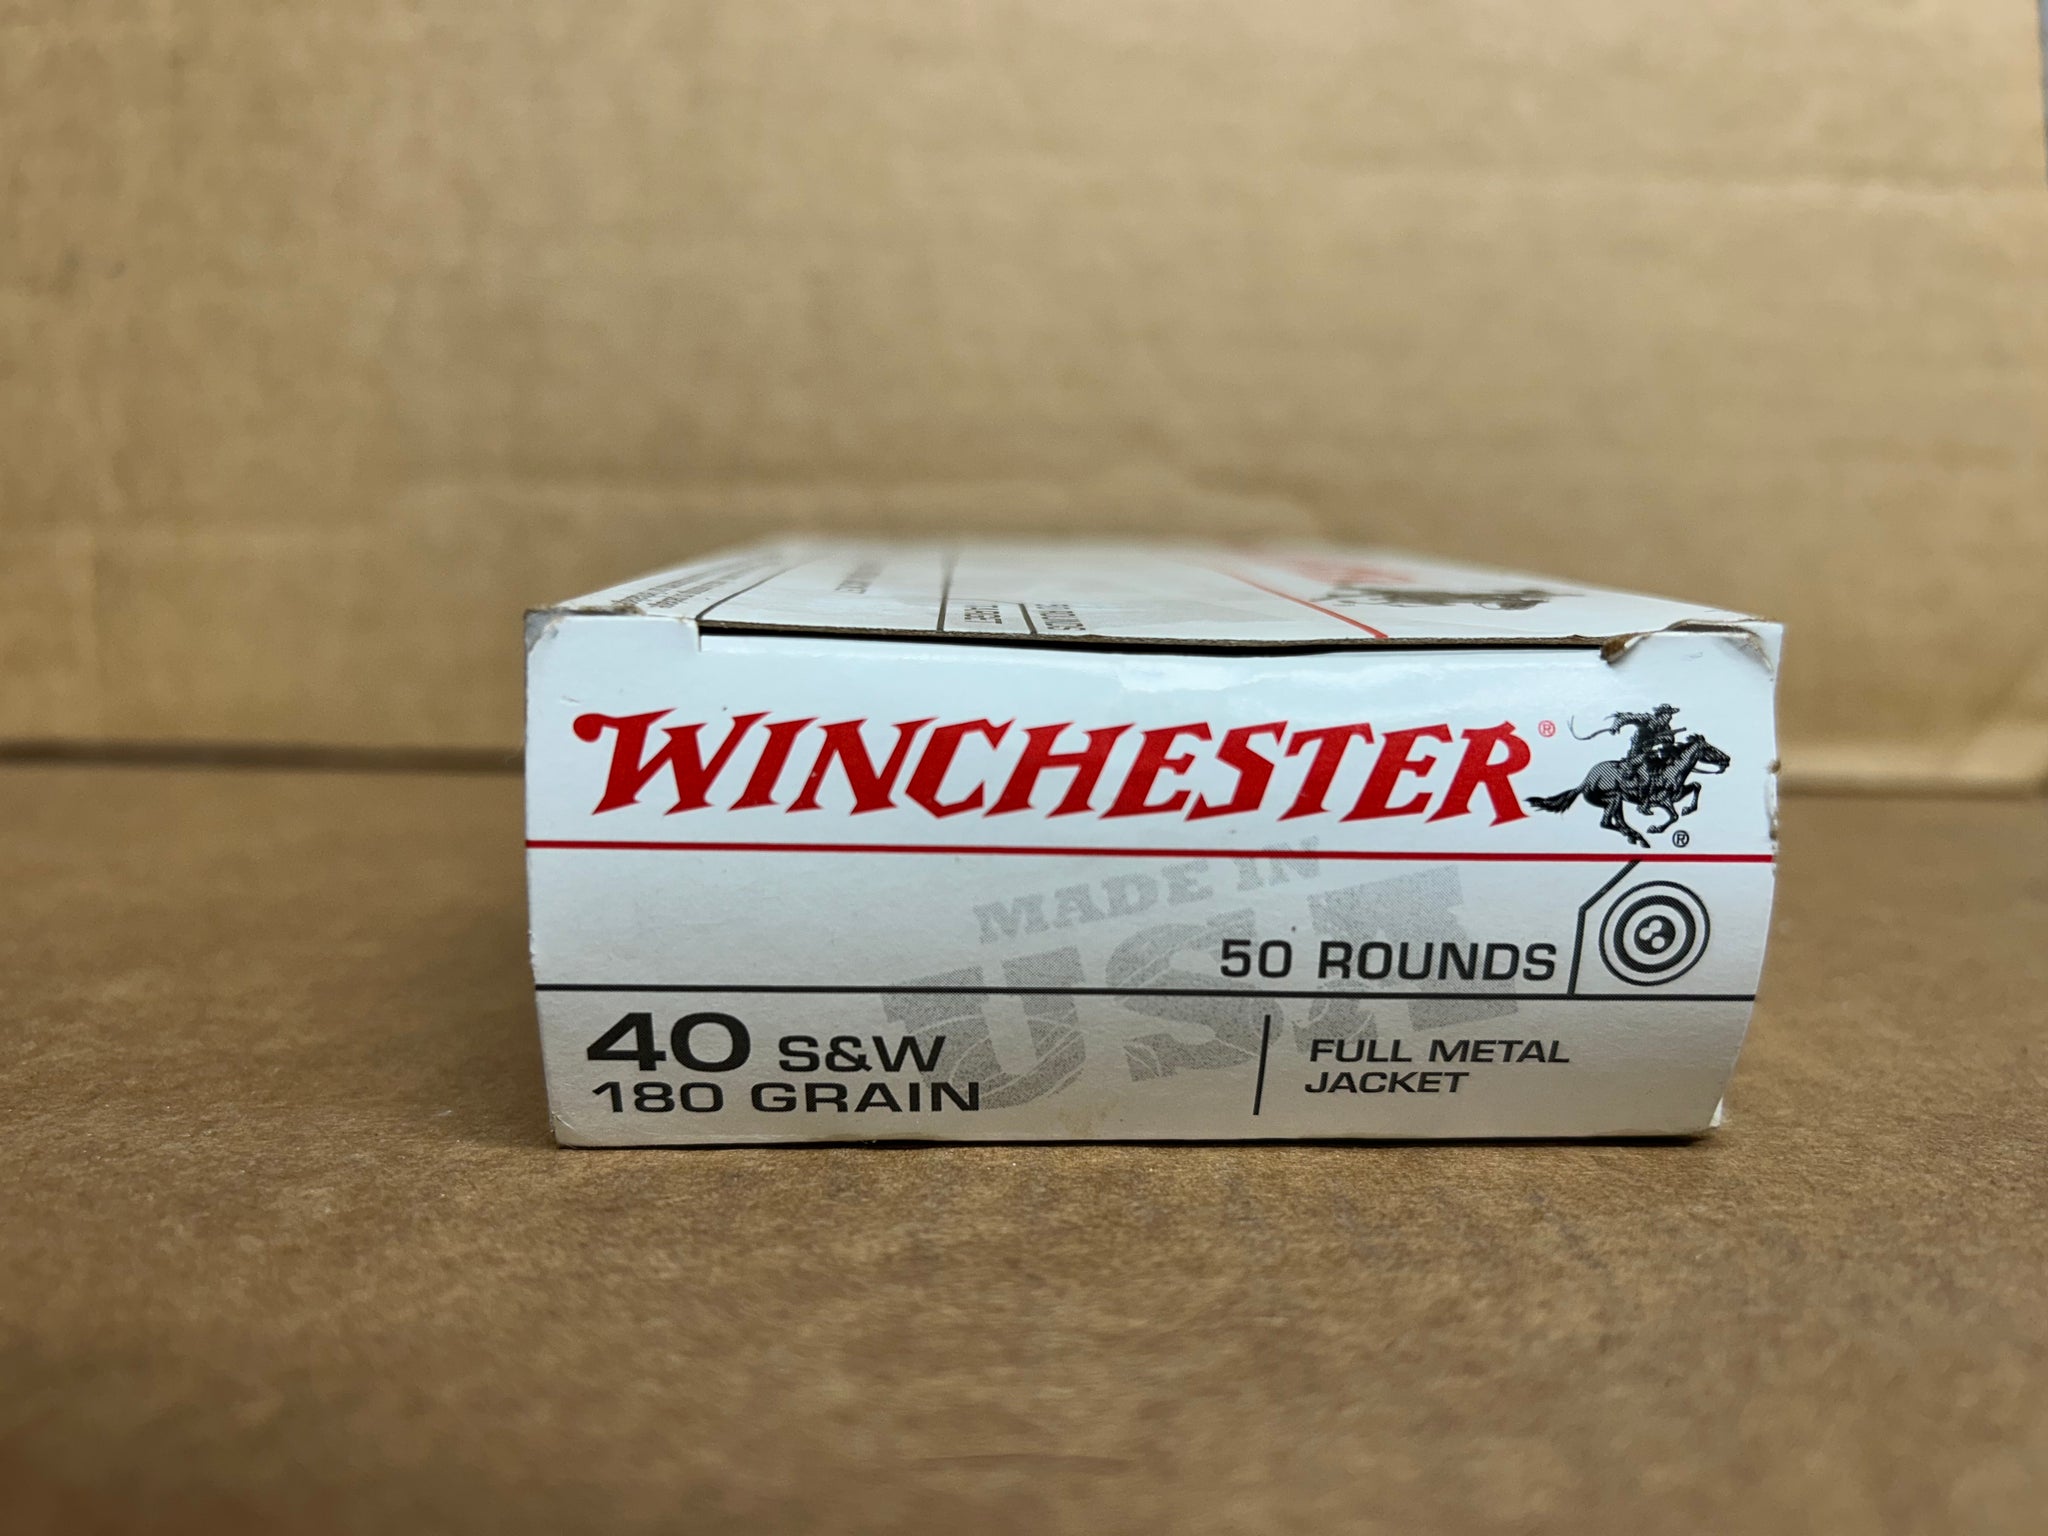 WINCHESTER®
®
MADE IN
USA
50 ROUNDS
40 S&W
180 GRAIN
FULL METAL
JACKET